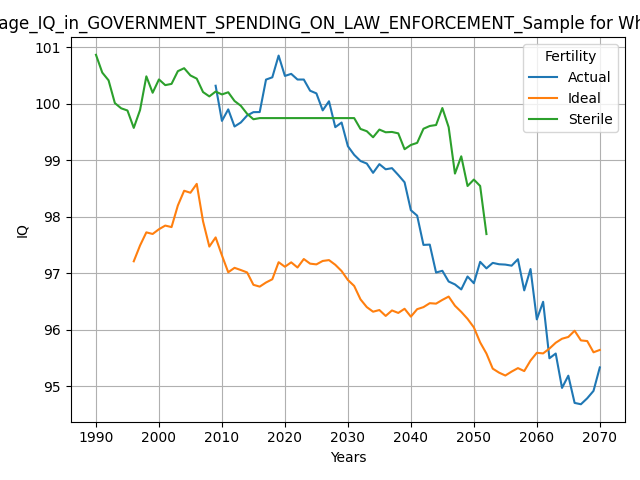 age_IQ_in_GOVERNMENT_SPENDING_ON_LAW_ENFORCEMENT_Sample for Wh
Fertility
Actual
Ideal
Sterile
IQ
101
100
99
98
97
96
95
1990
2000
2010
2020
2030
2040
2050
2060
2070
Years